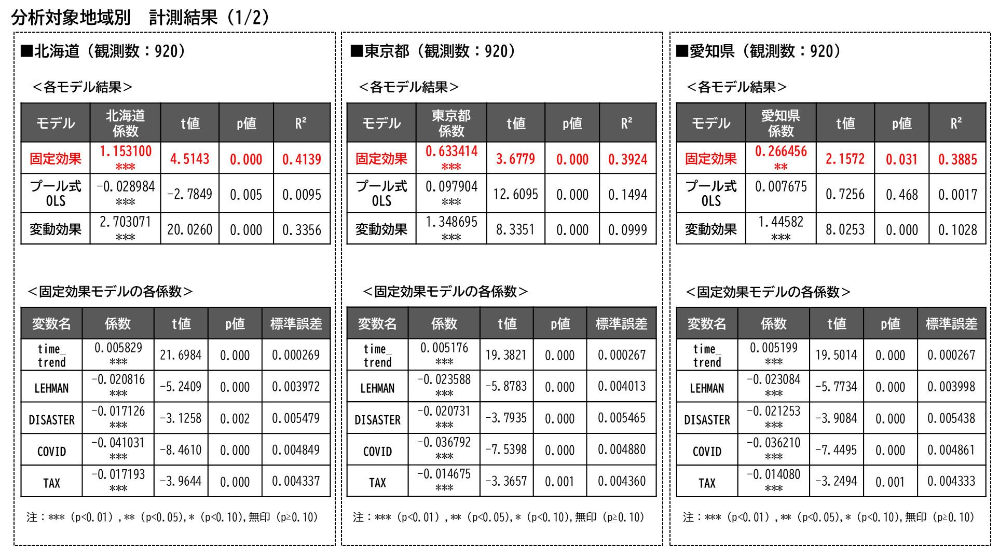 分析対象地域別　計測結果（1/2）
■北海道（観測数：920）
＜各モデル結果＞
モデル 北海道 係数 t値 p値 R²
固定効果 1.153100 *** 4.5143 0.000 0.4139
プール式 OLS -0.028984 *** -2.7849 0.005 0.0095
変動効果 2.703071 *** 20.0260 0.000 0.3356
＜固定効果モデルの各係数＞
変数名 係数 t値 p値 標準誤差
time_ trend 0.005829 *** 21.6984 0.000 0.000269
LEHMAN -0.020816 *** -5.2409 0.000 0.003972
DISASTER -0.017126 *** -3.1258 0.002 0.005479
COVID -0.041031 *** -8.4610 0.000 0.004849
TAX -0.017193 *** -3.9644 0.000 0.004337
注：***（p<0.01）,**（p<0.05),*（p<0.10),無印（p≥0.10）
■東京都（観測数：920）
＜各モデル結果＞
モデル 東京都 係数 t値 p値 R²
固定効果 0.633414 *** 3.6779 0.000 0.3924
プール式 OLS 0.097904 *** 12.6095 0.000 0.1494
変動効果 1.348695 *** 8.3351 0.000 0.0999
＜固定効果モデルの各係数＞
変数名 係数 t値 p値 標準誤差
time_ trend 0.005176 *** 19.3821 0.000 0.000267
LEHMAN -0.023588 *** -5.8783 0.000 0.004013
DISASTER -0.020731 *** -3.7935 0.000 0.005465
COVID -0.036792 *** -7.5398 0.000 0.004880
TAX -0.014675 *** -3.3657 0.001 0.004360
注：***（p<0.01）,**（p<0.05),*（p<0.10),無印（p≥0.10）
■愛知県（観測数：920）
＜各モデル結果＞
モデル 愛知県 係数 t値 p値 R²
固定効果 0.266456 ** 2.1572 0.031 0.3885
プール式 OLS 0.007675 0.7256 0.468 0.0017
変動効果 1.44582 *** 8.0253 0.000 0.1028
＜固定効果モデルの各係数＞
変数名 係数 t値 p値 標準誤差
time_ trend 0.005199 *** 19.5014 0.000 0.000267
LEHMAN -0.023084 *** -5.7734 0.000 0.003998
DISASTER -0.021253 *** -3.9084 0.000 0.005438
COVID -0.036210 *** -7.4495 0.000 0.004861
TAX -0.014080 *** -3.2494 0.001 0.004333
注：***（p<0.01）,**（p<0.05),*（p<0.10),無印（p≥0.10）